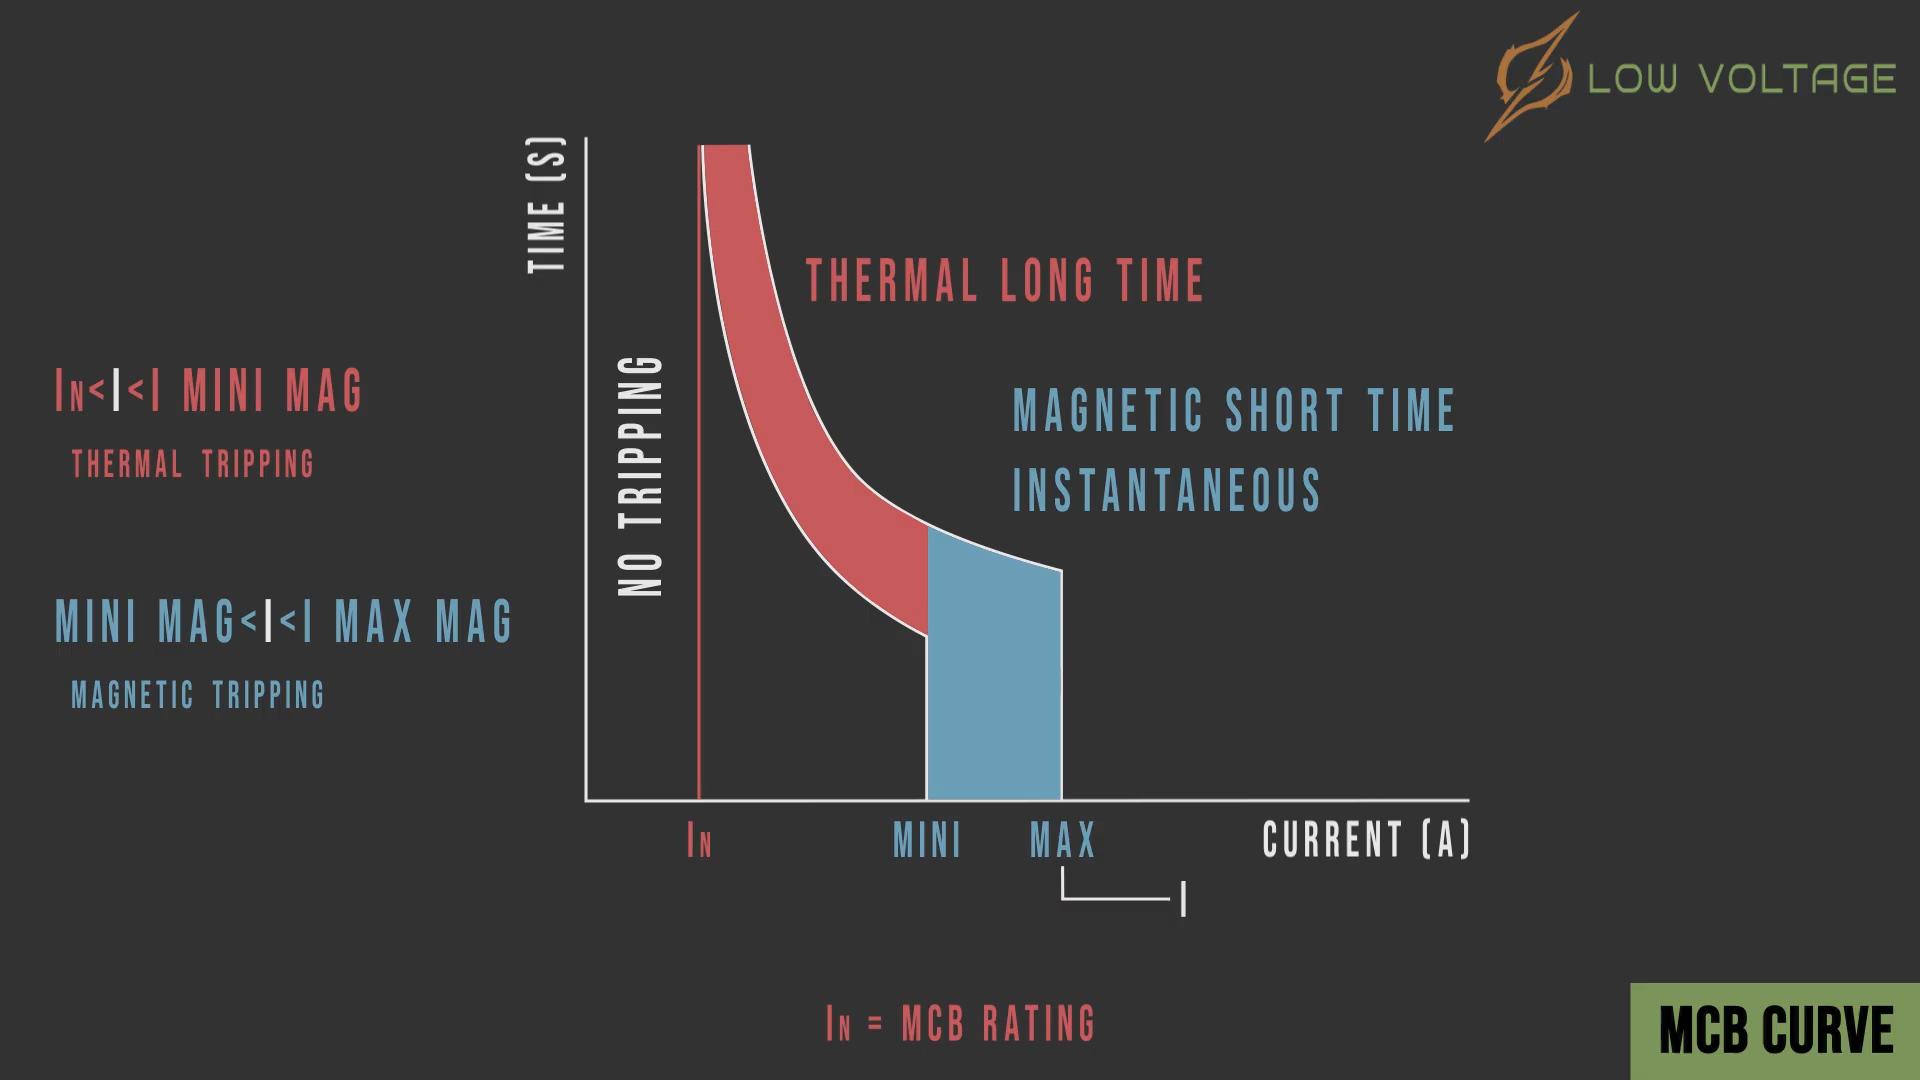 LOW VOLTAGE
TIME (S)
THERMAL LONG TIME
NO TRIPPING
IN<I<I MINI MAG
THERMAL TRIPPING
MAGNETIC SHORT TIME
INSTANTANEOUS
MINI MAG<I<I MAX MAG
MAGNETIC TRIPPING
IN
MINI
MAX
CURRENT (A)
I
IN = MCB RATING
MCB CURVE